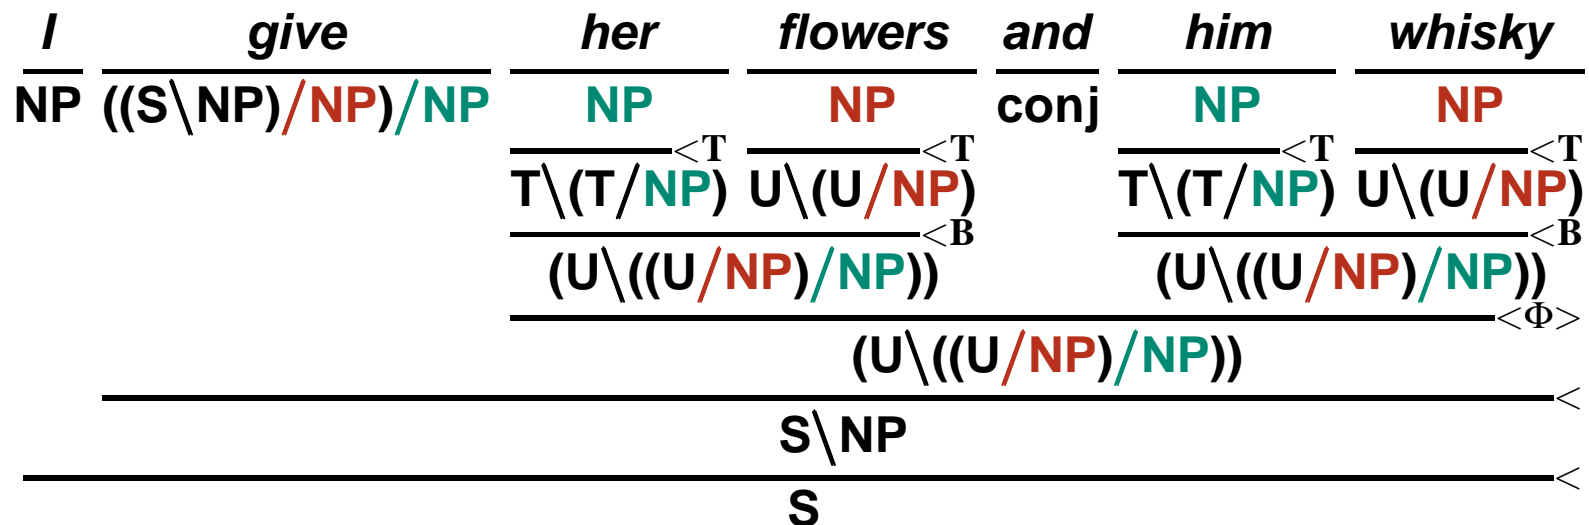 I give her flowers and him whisky
NP ((S\NP)/NP)/NP NP NP conj NP NP
<T <T <T <T
T\(T/NP) U\(U/NP) T\(T/NP) U\(U/NP)
<B <B
(U\((U/NP)/NP)) (U\((U/NP)/NP))
<Φ>
(U\((U/NP)/NP))
<
S\NP
<
S